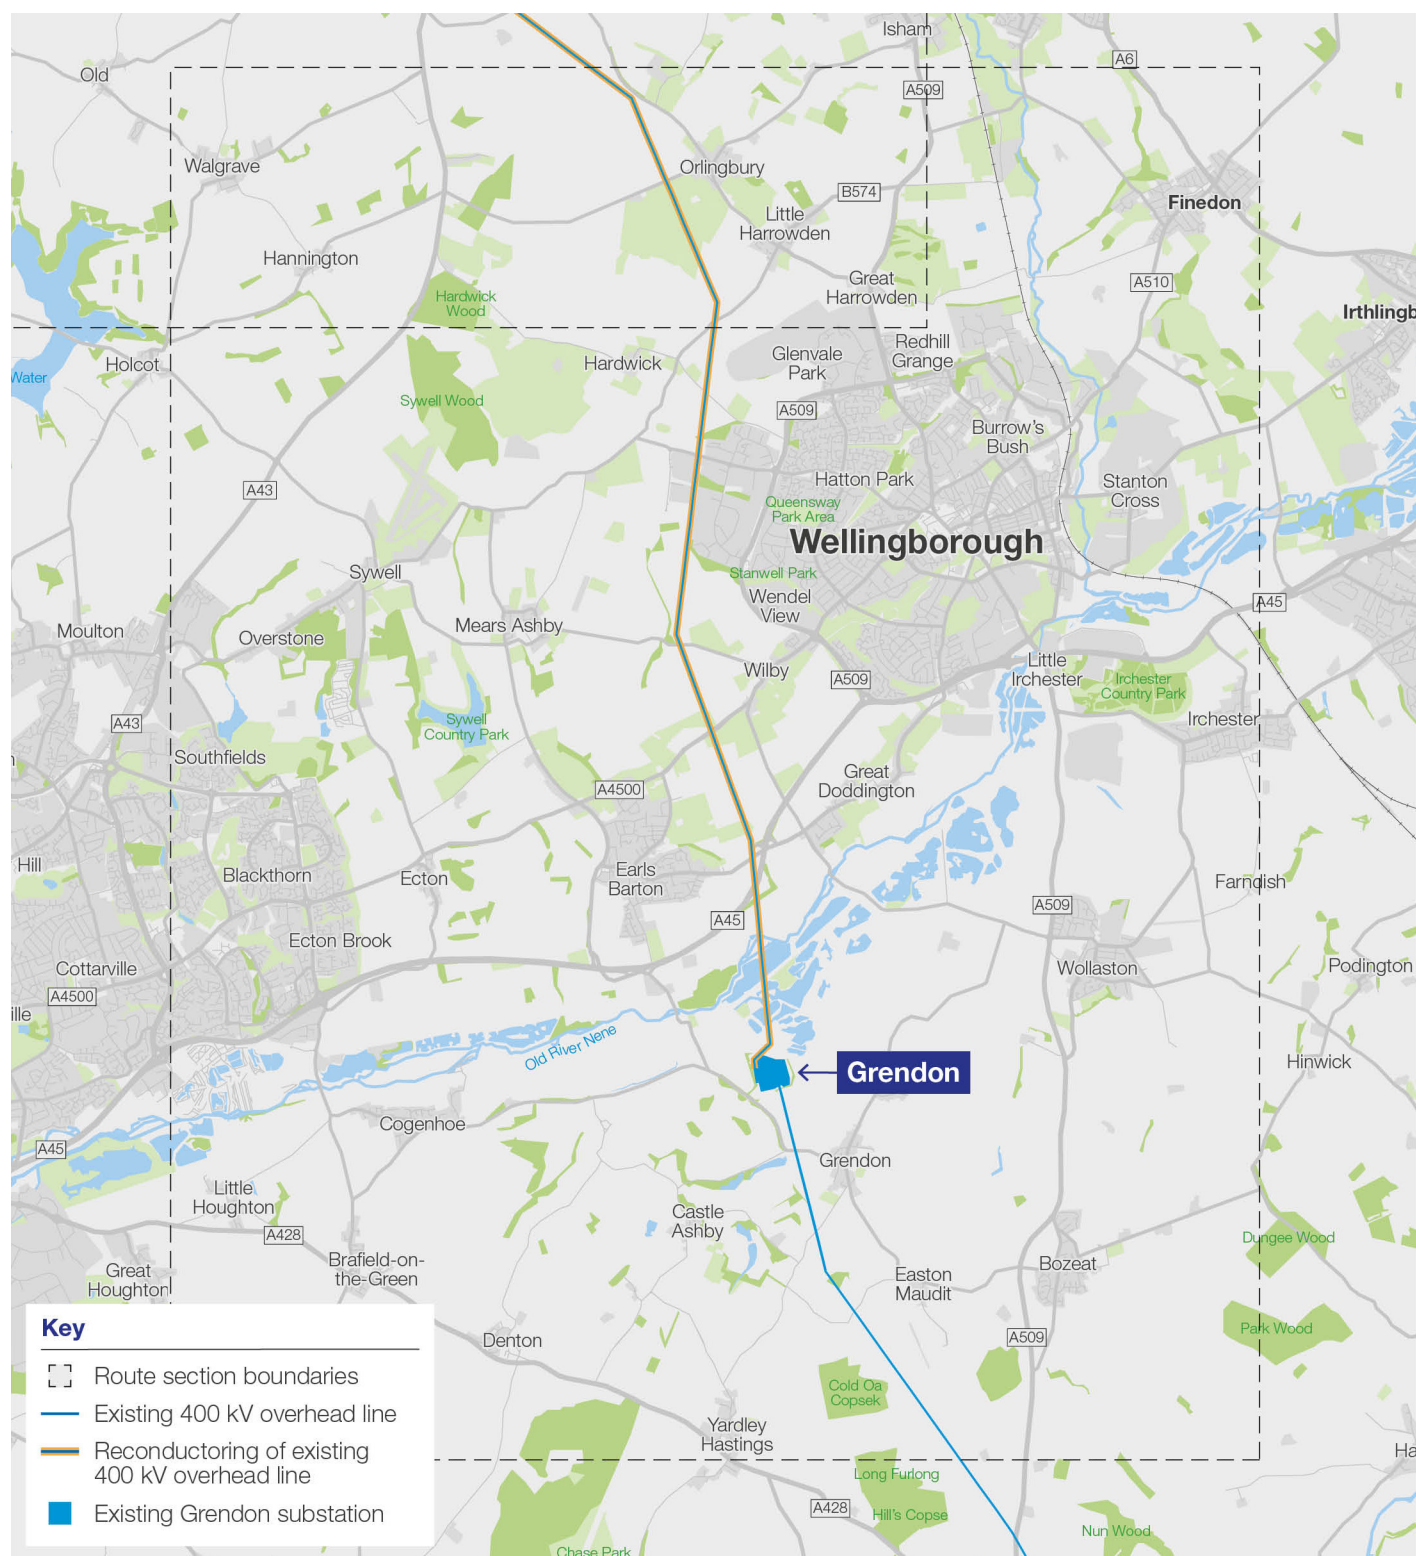 Isham
A6
Old
A509
Walgrave
Orlingbury
B574
Finedon
Little
Harrowden
Hannington
A510
Great
Harrowden
Hardwick
Wood
Irthlingb
Redhill
Grange
Glenvale
Park
Holcot
Hardwick
Water
Sywell Wood
A509
Burrow's
Bush
Hatton Park
Stanton
Cross
A43
Queensway
Park Area
Wellingborough
Sywell
Stanwell Park
Wendel
View
A45
Moulton
Overstone
Mears Ashby
Wilby
Little
Irchester
A509
Irchester
Country Park
A43
Sywell
Country Park
Irchester
Southfields
Great
Doddington
A4500
Hill
Blackthorn
Ecton
Earls
Barton
Farndish
A509
A45
Ecton Brook
Cottarville
Wollaston
Podington
A4500
ille
Old River Nene
Hinwick
Grendon
Cogenhoe
A45
Grendon
Little
Houghton
Castle
Ashby
A428
Dungee Wood
Brafield-on-
the-Green
Bozeat
Great
Houghton
Easton
Maudit
Park Wood
A509
Denton
Cold Oa
Copsek
Yardley
Hastings
Ha
Long Furlong
A428
Hill's Copse
Nun Wood
Chase Park
Key
Route section boundaries
Existing 400 kV overhead line
Reconductoring of existing
400 kV overhead line
Existing Grendon substation